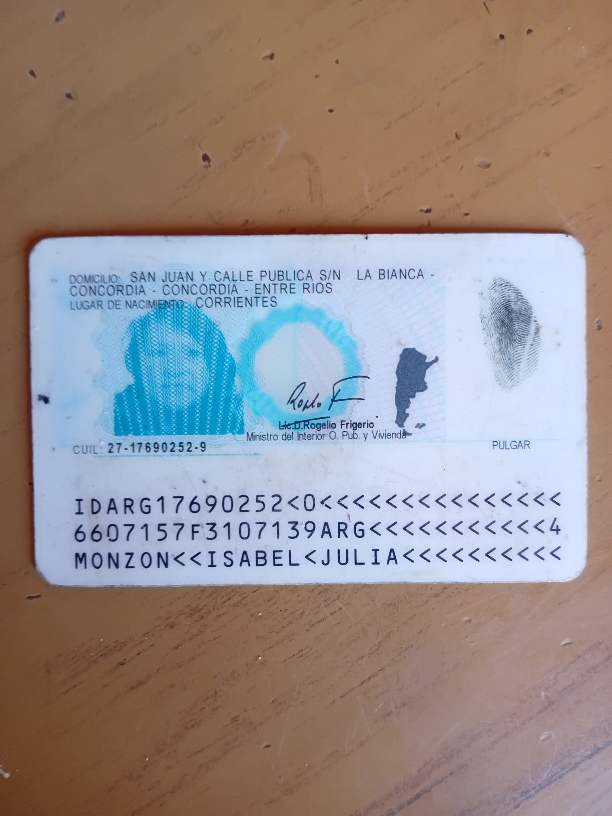 DOMICILIO: SAN JUAN Y CALLE PUBLICA S/N LA BIANCA -
CONCORDIA - CONCORDIA - ENTRE RIOS
LUGAR DE NACIMIENTO: CORRIENTES
Lic.D.Rogelio Frigerio
Ministro del Interior O. Pub. y Vivienda
CUIL: 27-17690252-9
PULGAR
IDARG17690252<0<<<<<<<<<<<<<<<
6607157F3107139ARG<<<<<<<<<<<4
MONZON<<ISABEL<JULIA<<<<<<<<<<